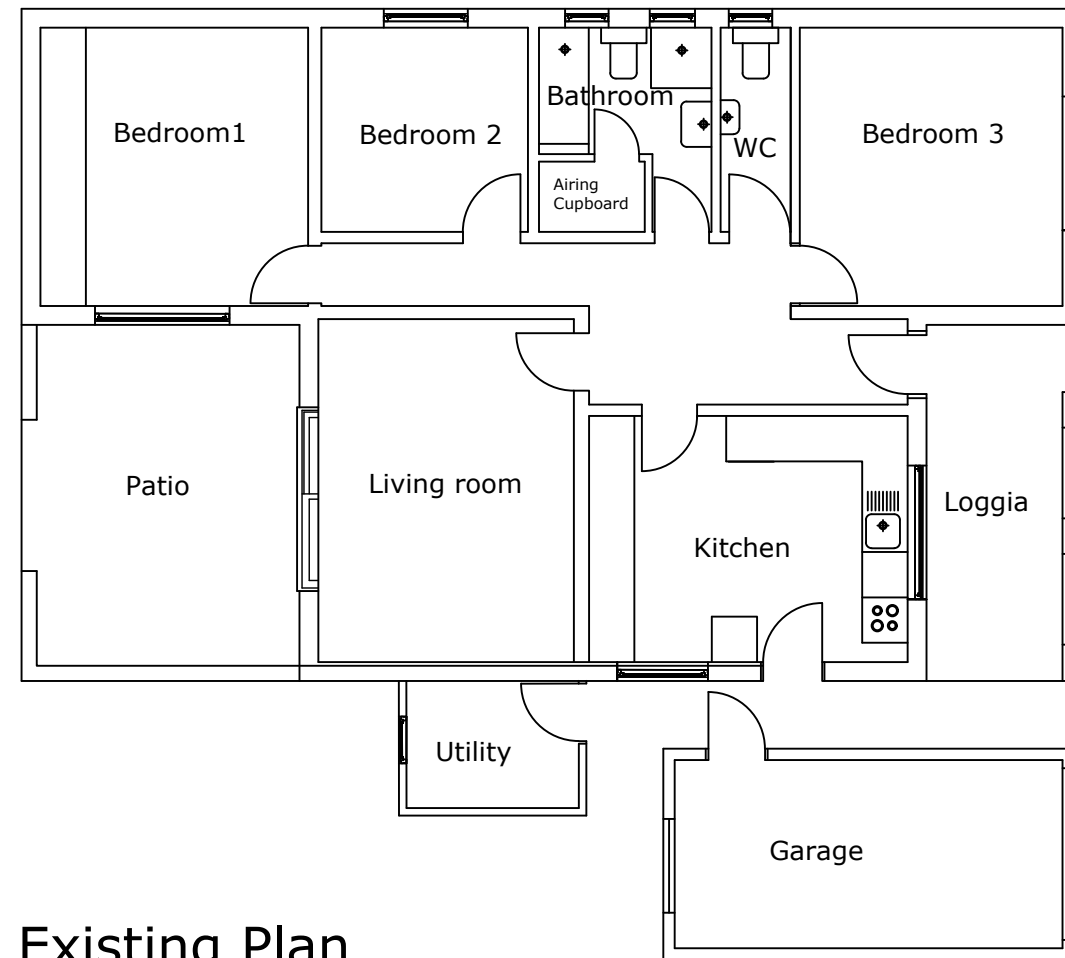 Bedroom1
Bedroom 2
Bathroom
WC
Bedroom 3
Airing
Cupboard
Patio
Living room
Kitchen
Loggia
Utility
Garage
Existing Plan